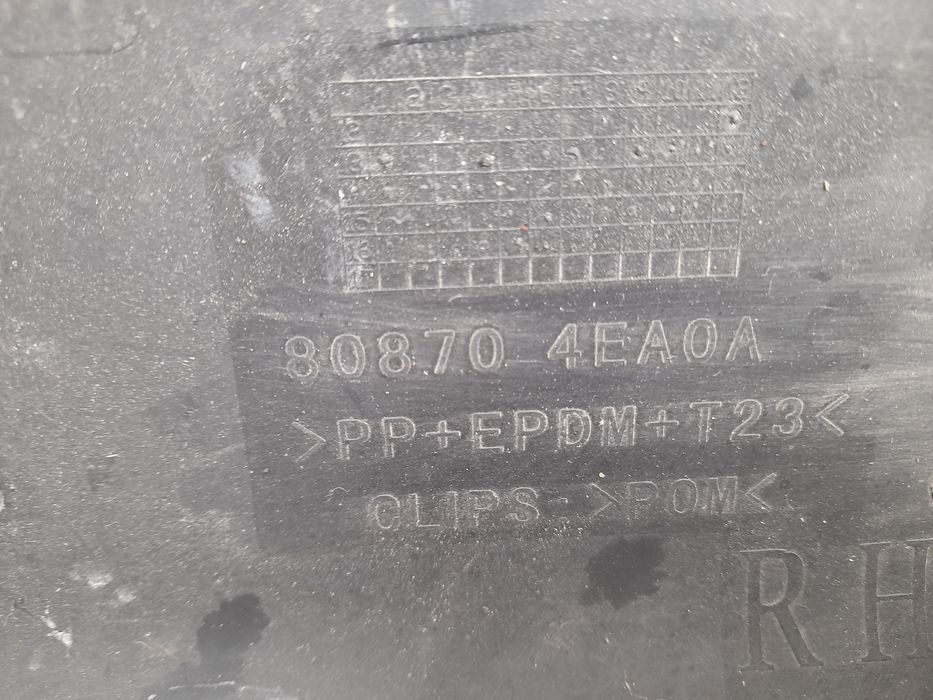 80870 4EA0A
>PP+EPDM+T23<
CLIPS >POM<
RH